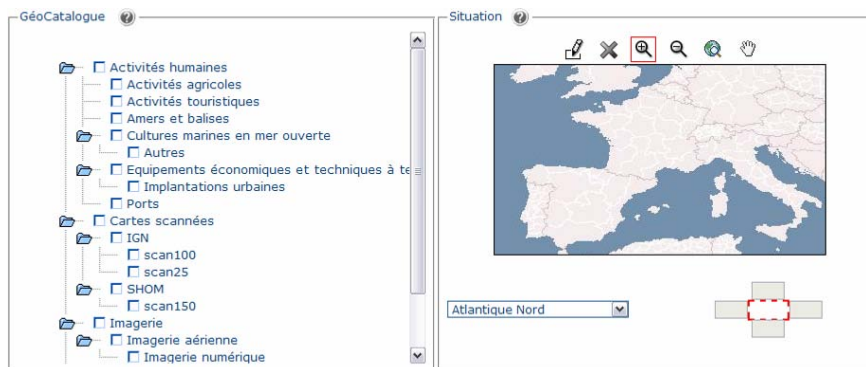 GéoCatalogue
Activités humaines
Activités agricoles
Activités touristiques
Amers et balises
Cultures marines en mer ouverte
Autres
Equipements économiques et techniques à te
Implantations urbaines
Ports
Cartes scannées
IGN
scan100
scan25
SHOM
scan150
Imagerie
Imagerie aérienne
Imagerie numérique
Situation
Atlantique Nord